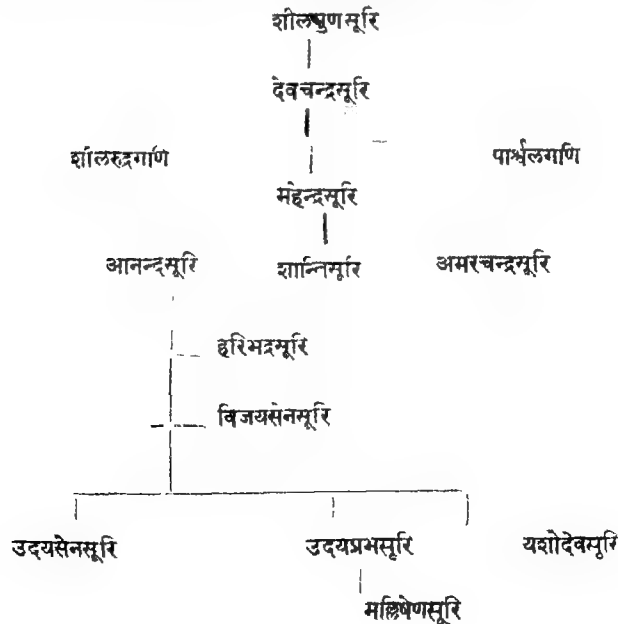 शीलगुणसूरि
देवचन्द्रसूरि
शीलरुद्रगणि पार्श्वलगणि
महेन्द्रसूरि
आनन्दसूरि शान्तिसूरि अमरचन्द्रसूरि
हरिभद्रसूरि
विजयसेनसूरि
उदयसेनसूरि उदयप्रभसूरि यशोदेवसूरि
मल्लिषेणसूरि